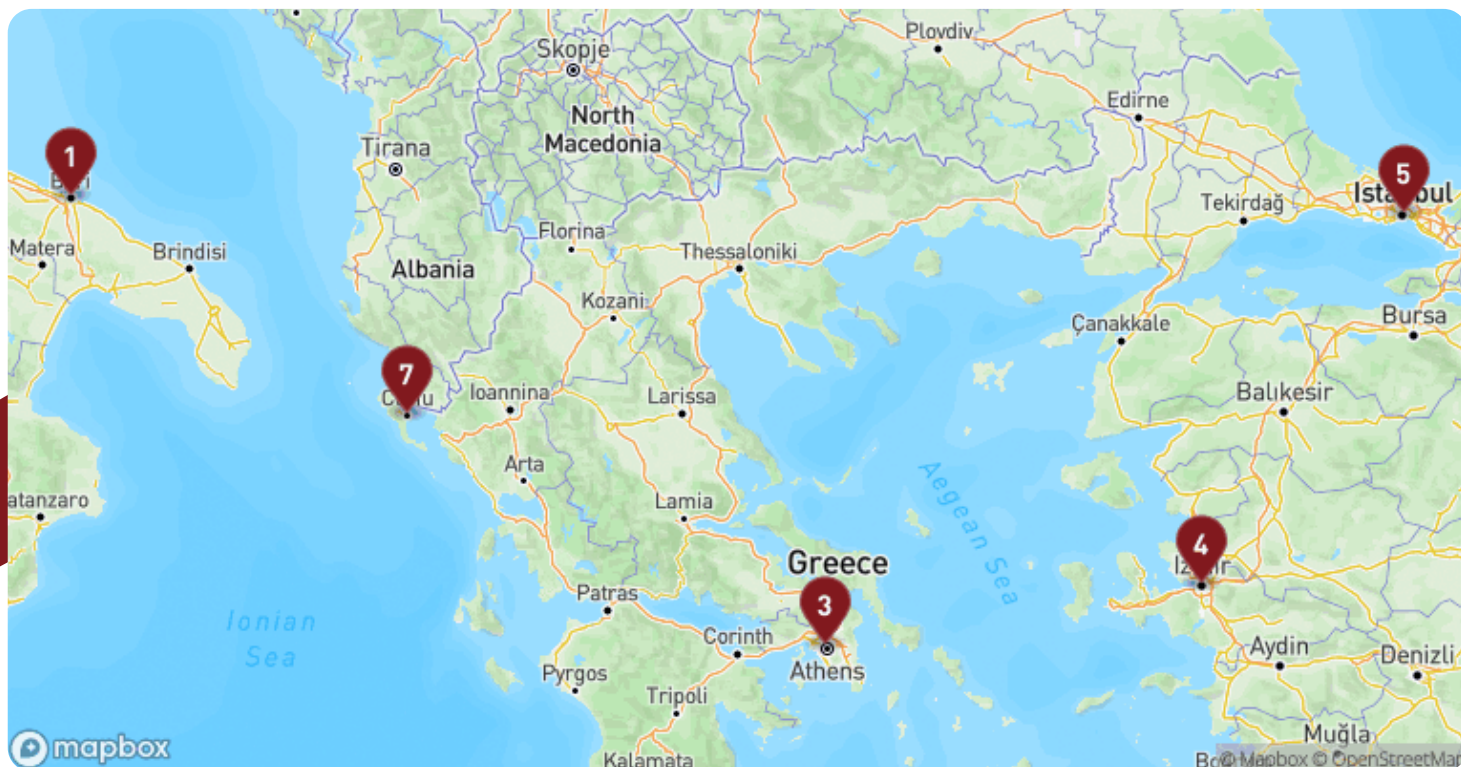 Skopje
Plovdiv
Edirne
North
Macedonia
1
Tirana
5
Istanbul
Tekirdağ
Matera
Brindisi
Florina
Thessaloniki
Albania
Kozani
Bursa
Çanakkale
7
Ioannina
Larissa
Balıkesir
Arta
atanzaro
Lamia
Aegean Sea
4
Greece
3
Patras
Ionian
Sea
Corinth
Athens
Aydin
Denizli
Pyrgos
Tripoli
Muğla
mapbox
Kalamata
© Mapbox © OpenStreetMap